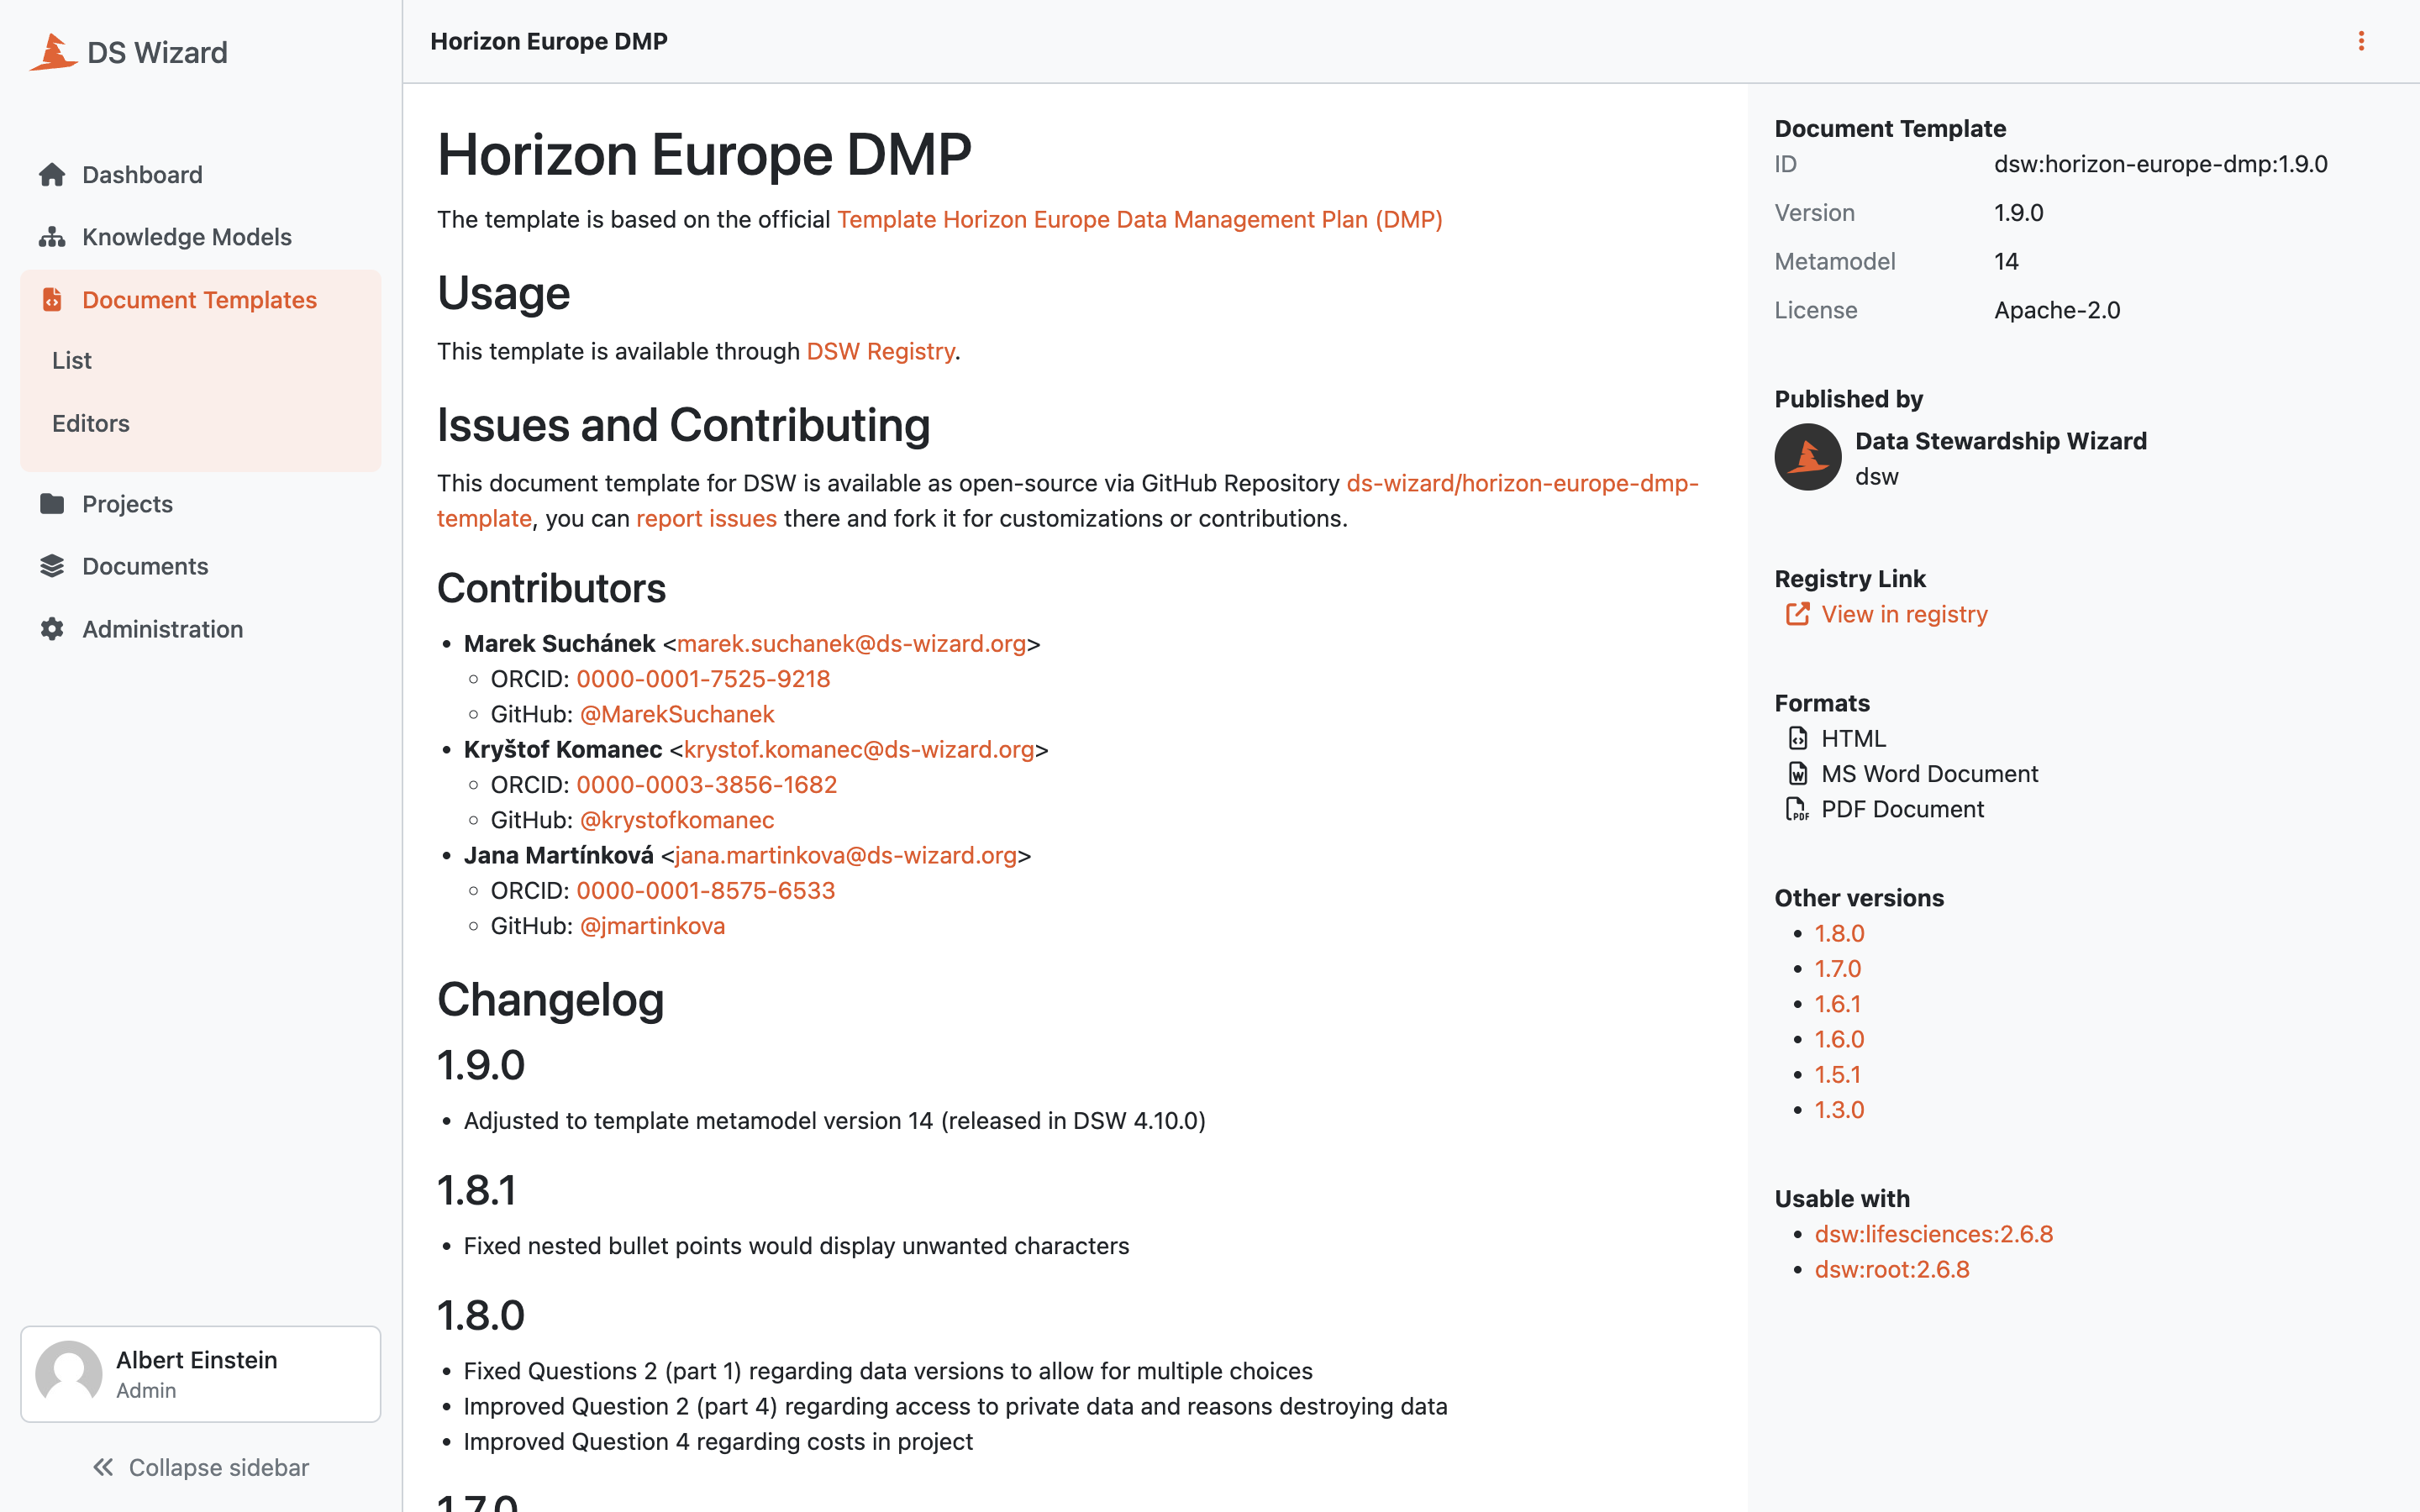 DS Wizard
Dashboard
Knowledge Models
Document Templates
List
Editors
Projects
Documents
Administration
Albert Einstein
Admin
Collapse sidebar
Horizon Europe DMP
Horizon Europe DMP
The template is based on the official Template Horizon Europe Data Management Plan (DMP)
Usage
This template is available through DSW Registry.
Issues and Contributing
This document template for DSW is available as open-source via GitHub Repository ds-wizard/horizon-europe-dmp-
template, you can report issues there and fork it for customizations or contributions.
Contributors
• Marek Suchánek <marek.suchanek@ds-wizard.org>
◦ ORCID: 0000-0001-7525-9218
◦ GitHub: @MarekSuchanek
• Kryštof Komanec <krystof.komanec@ds-wizard.org>
◦ ORCID: 0000-0003-3856-1682
◦ GitHub: @krystofkomanec
• Jana Martínková <jana.martinkova@ds-wizard.org>
◦ ORCID: 0000-0001-8575-6533
◦ GitHub: @jmartinkova
Changelog
1.9.0
• Adjusted to template metamodel version 14 (released in DSW 4.10.0)
1.8.1
• Fixed nested bullet points would display unwanted characters
1.8.0
• Fixed Questions 2 (part 1) regarding data versions to allow for multiple choices
• Improved Question 2 (part 4) regarding access to private data and reasons destroying data
• Improved Question 4 regarding costs in project
1.7.0
Document Template
ID dsw:horizon-europe-dmp:1.9.0
Version 1.9.0
Metamodel 14
License Apache-2.0
Published by
Data Stewardship Wizard
dsw
Registry Link
View in registry
Formats
HTML
MS Word Document
PDF Document
Other versions
• 1.8.0
• 1.7.0
• 1.6.1
• 1.6.0
• 1.5.1
• 1.3.0
Usable with
• dsw:lifesciences:2.6.8
• dsw:root:2.6.8